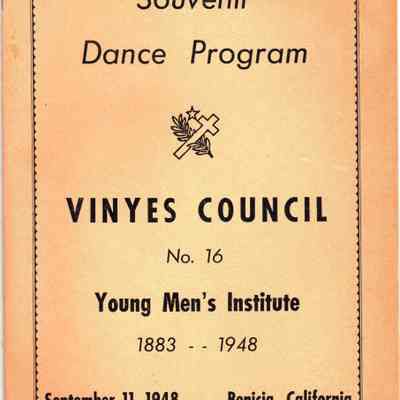 Souvenir
Dance Program
VINYES COUNCIL
No. 16
Young Men's Institute
1883 - - 1948
September 11, 1948 Benicia, California